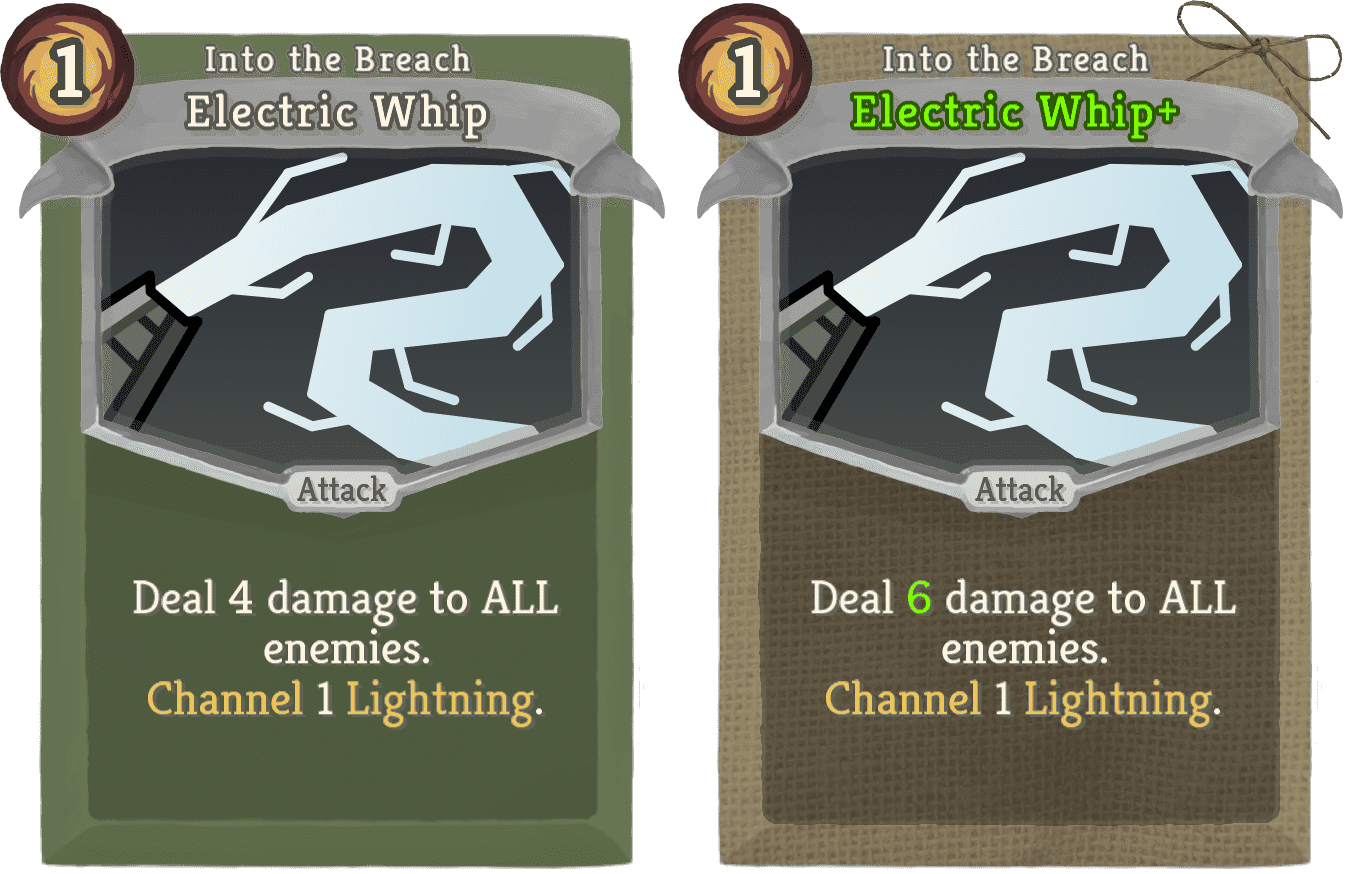 1
Into the Breach
Electric Whip
Attack
Deal 4 damage to ALL
enemies.
Channel 1 Lightning.
1
Into the Breach
Electric Whip+
Attack
Deal 6 damage to ALL
enemies.
Channel 1 Lightning.